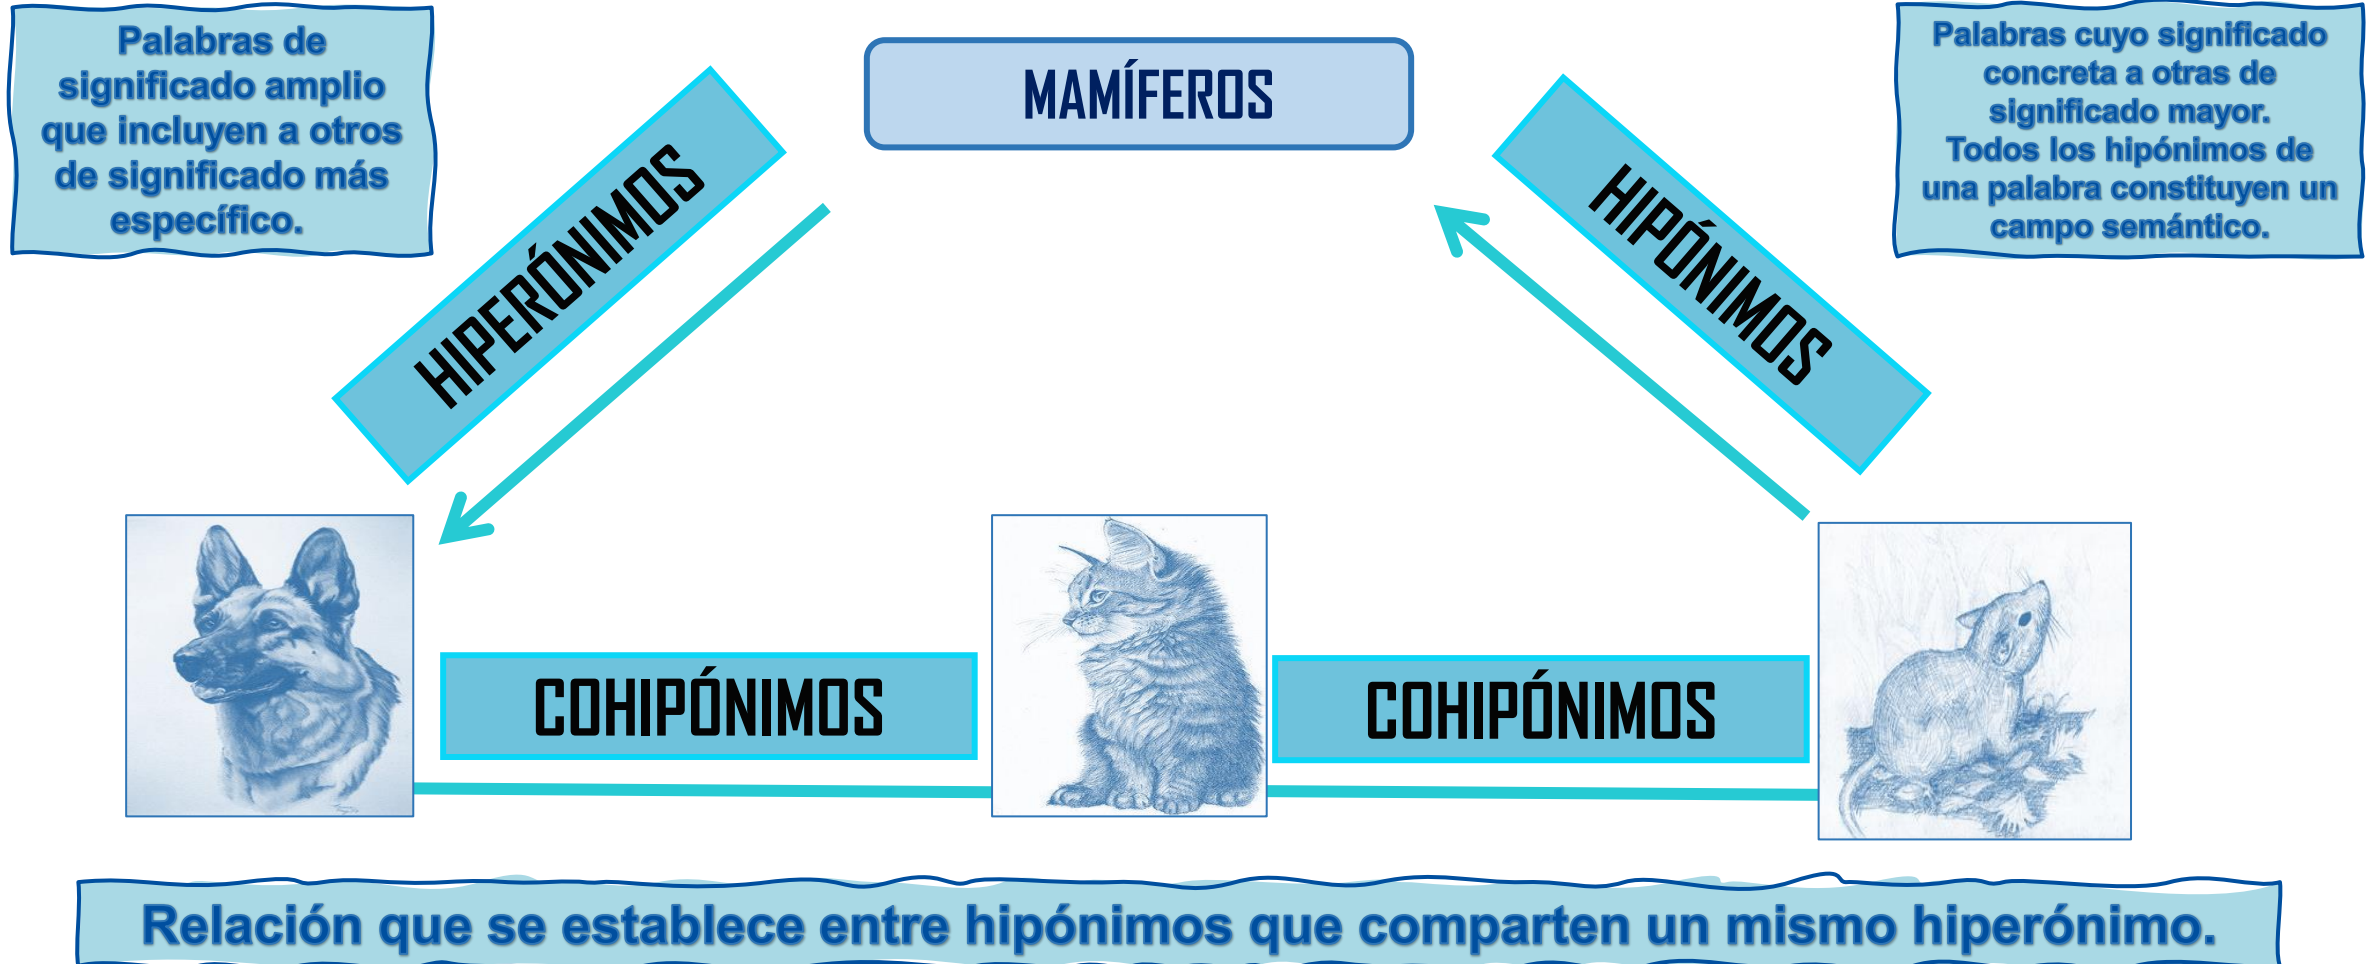 Palabras de
significado amplio
que incluyen a otros
de significado más
específico.
MAMÍFEROS
Palabras cuyo significado
concreta a otras de
significado mayor.
Todos los hipónimos de
una palabra constituyen un
campo semántico.
HIPERÓNIMOS
HIPÓNIMOS
COHIPÓNIMOS
COHIPÓNIMOS
Relación que se establece entre hipónimos que comparten un mismo hiperónimo.